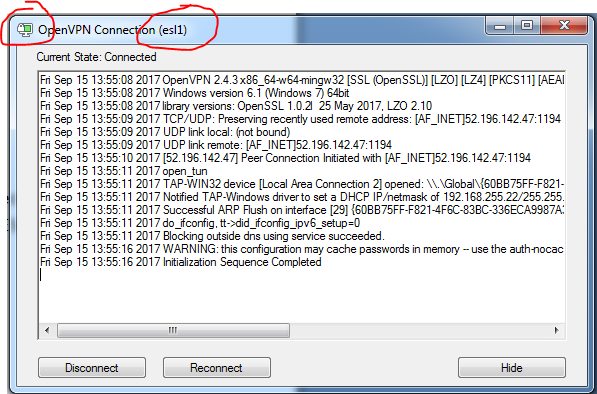 OpenVPN Connection (esl1)
Current State: Connected
Fri Sep 15 13:55:08 2017 OpenVPN 2.4.3 x86_64-w64-mingw32 [SSL (OpenSSL)] [LZO] [LZ4] [PKCS11] [AEA
Fri Sep 15 13:55:08 2017 Windows version 6.1 (Windows 7) 64bit
Fri Sep 15 13:55:08 2017 library versions: OpenSSL 1.0.2l  25 May 2017, LZO 2.10
Fri Sep 15 13:55:09 2017 TCP/UDP: Preserving recently used remote address: [AF_INET]52.196.142.47:1194
Fri Sep 15 13:55:09 2017 UDP link local: (not bound)
Fri Sep 15 13:55:09 2017 UDP link remote: [AF_INET]52.196.142.47:1194
Fri Sep 15 13:55:10 2017 [52.196.142.47] Peer Connection Initiated with [AF_INET]52.196.142.47:1194
Fri Sep 15 13:55:11 2017 open_tun
Fri Sep 15 13:55:11 2017 TAP-WIN32 device [Local Area Connection 2] opened: \\.\Global\{60BB75FF-F821-
Fri Sep 15 13:55:11 2017 Notified TAP-Windows driver to set a DHCP IP/netmask of 192.168.255.22/255.255.
Fri Sep 15 13:55:11 2017 Successful ARP Flush on interface [29] {60BB75FF-F821-4F6C-83BC-336ECA9987A3
Fri Sep 15 13:55:11 2017 do_ifconfig, tt->did_ifconfig_ipv6_setup=0
Fri Sep 15 13:55:11 2017 Blocking outside dns using service succeeded.
Fri Sep 15 13:55:16 2017 WARNING: this configuration may cache passwords in memory -- use the auth-nocac
Fri Sep 15 13:55:16 2017 Initialization Sequence Completed
Disconnect
Reconnect
Hide